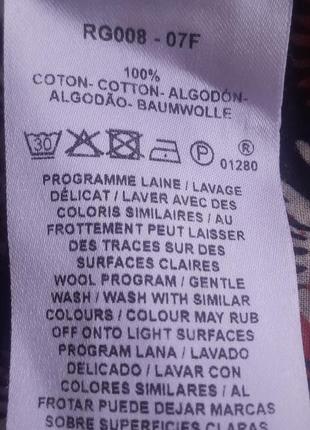 RG008 - 07F
100%
COTON- COTTON- ALGODÓN-
ALGODÃO- BAUMWOLLE
30 P ®
01280
PROGRAMME LAINE / LAVAGE
DÉLICAT / LAVER AVEC DES
COLORIS SIMILAIRES / AU
FROTTEMENT PEUT LAISSER
DES TRACES SUR DES
SURFACES CLAIRES
WOOL PROGRAM / GENTLE
WASH / WASH WITH SIMILAR
COLOURS / COLOUR MAY RUB
OFF ONTO LIGHT SURFACES
PROGRAM LANA / LAVADO
DELICADO / LAVAR CON
COLORES SIMILARES / AL
FROTAR PUEDE DEJAR MARCAS
SOBRE SUPERFICIES CLARAS